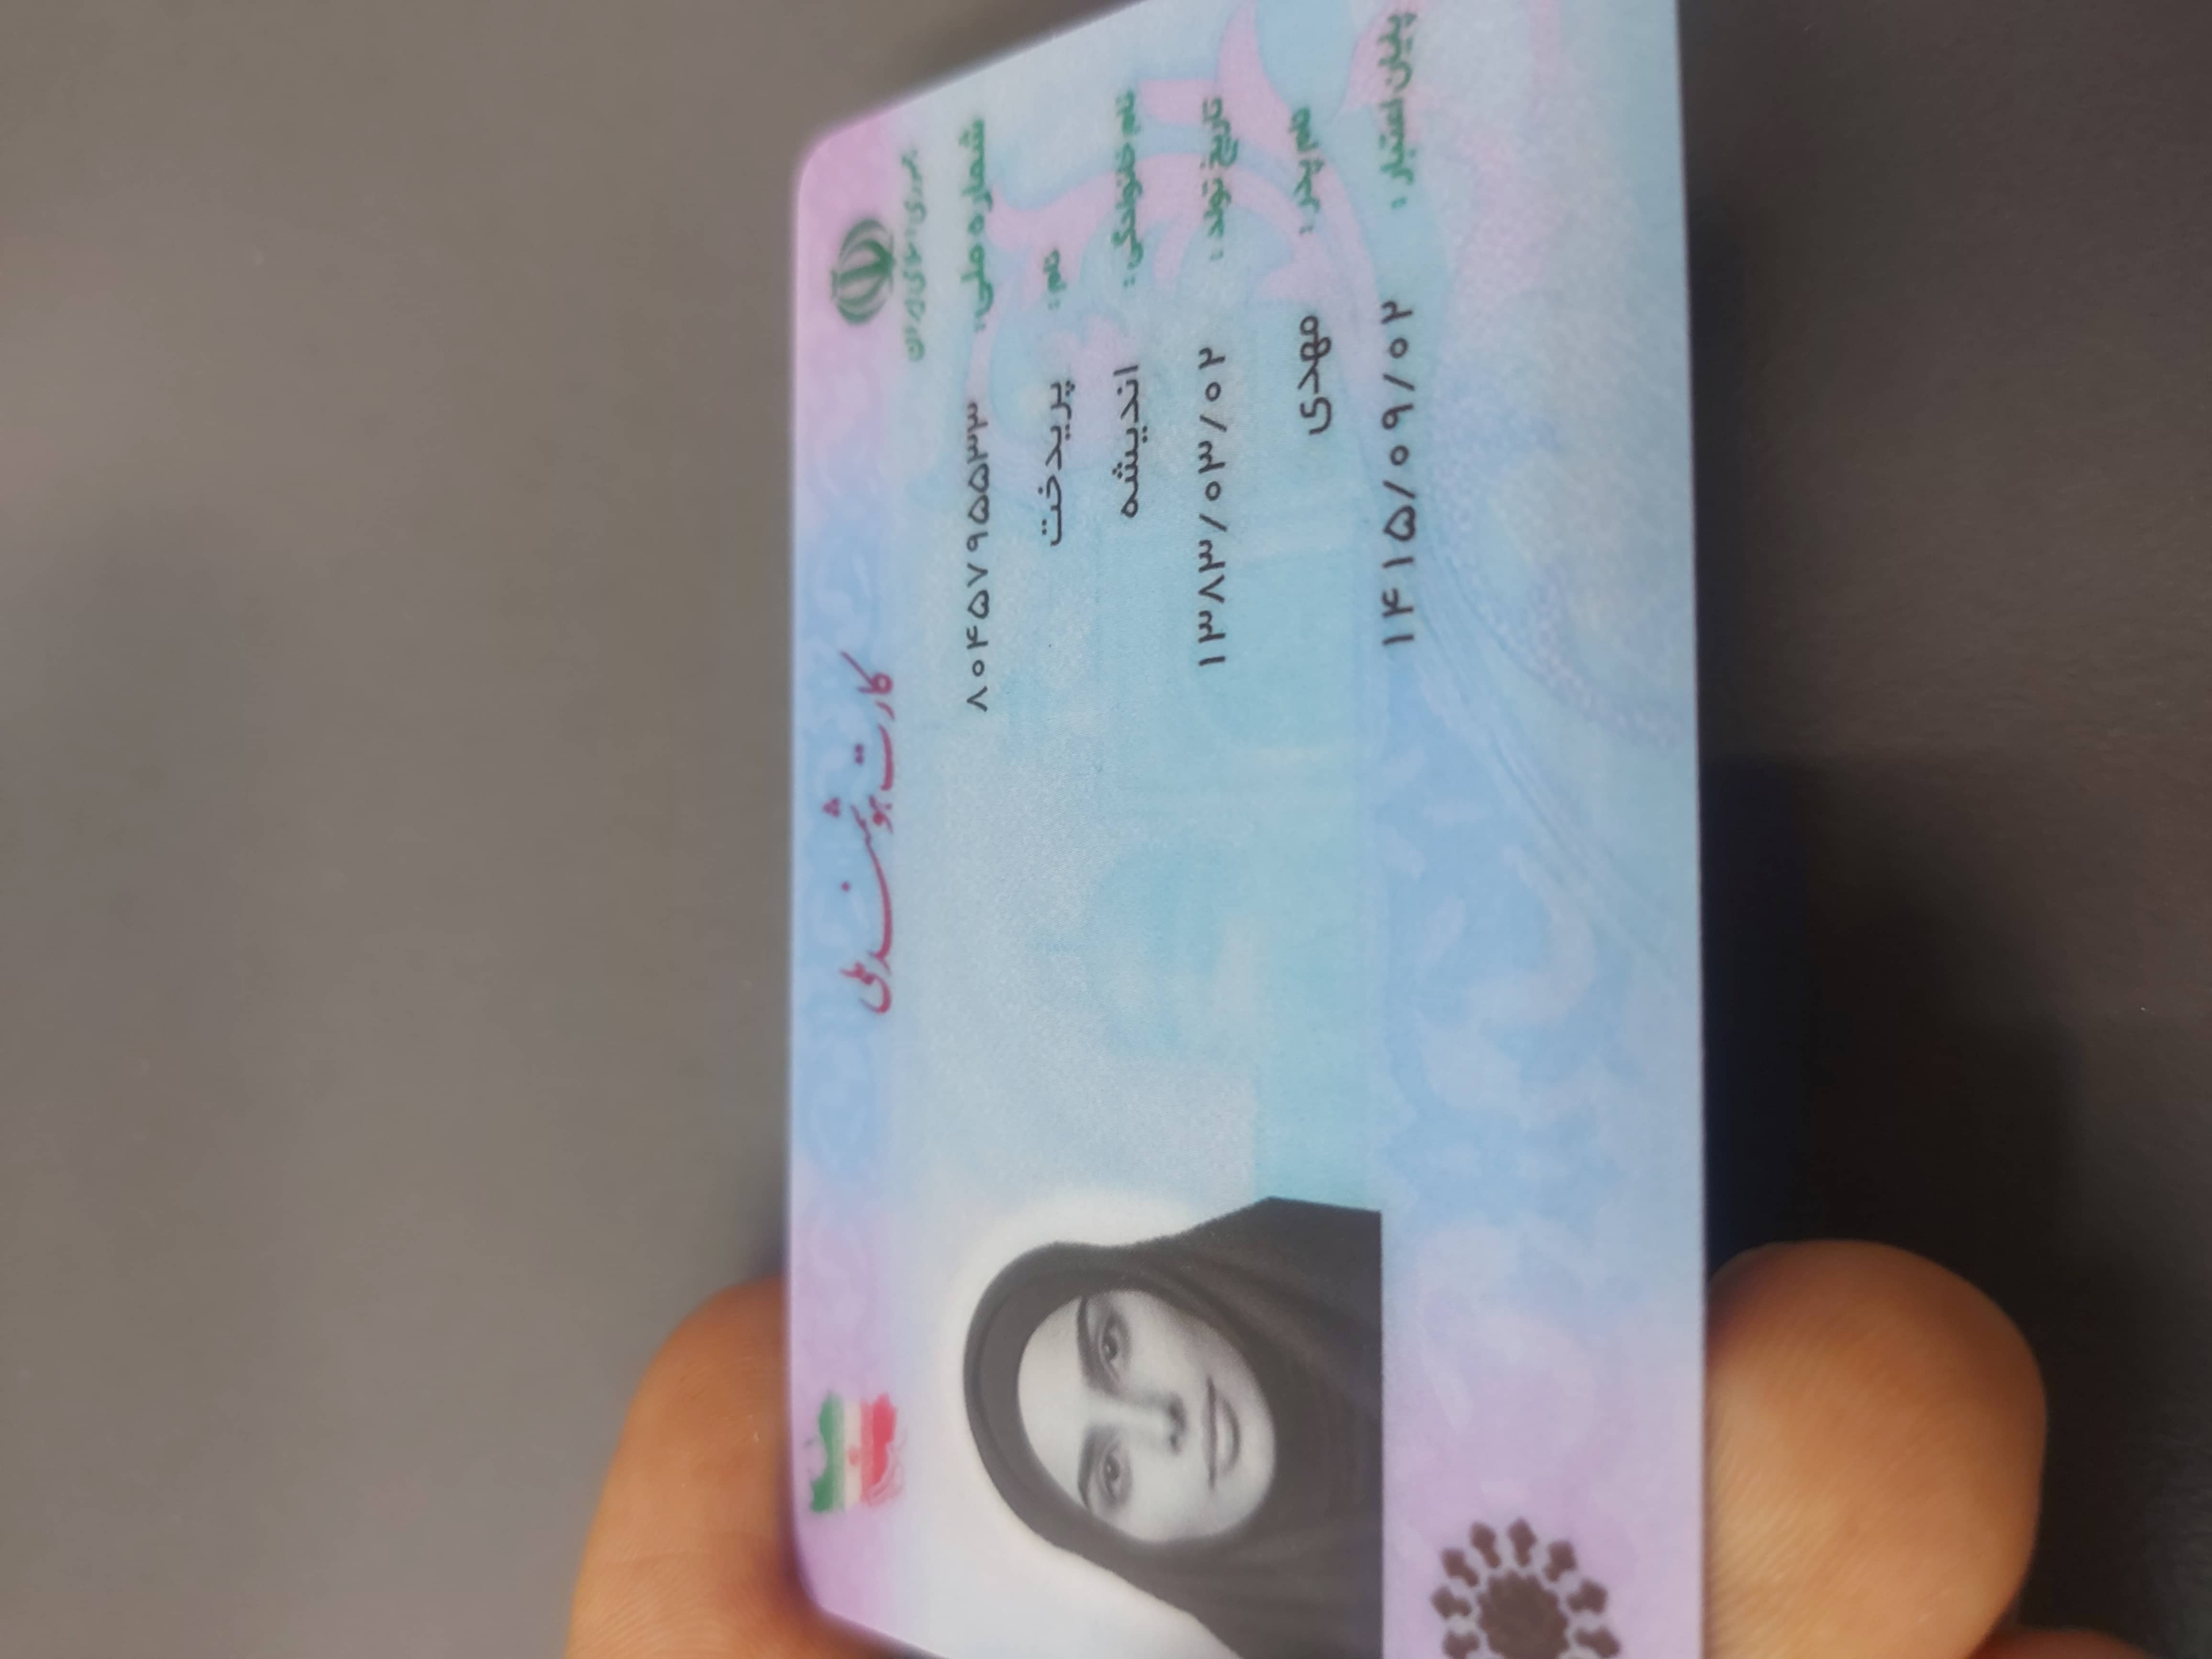 جمهوری اسلامی ایران
کارت هوشمند ملی
شماره ملی: ۸۰۴۵۷۹۵۵۳۳
نام: پریدخت
نام خانوادگی: اندیشه
تاریخ تولد: ۱۳۸۳/۰۳/۰۲
نام پدر: مهدی
پایان اعتبار: ۱۴۱۵/۰۹/۰۲